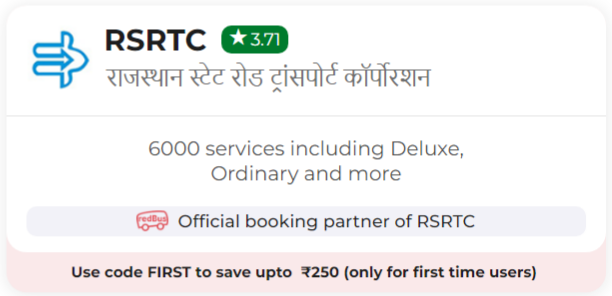 RSRTC ★ 3.71
राजस्थान स्टेट रोड ट्रांसपोर्ट कॉर्पोरशन
6000 services including Deluxe,
Ordinary and more
redBus Official booking partner of RSRTC
Use code FIRST to save upto ₹250 (only for first time users)